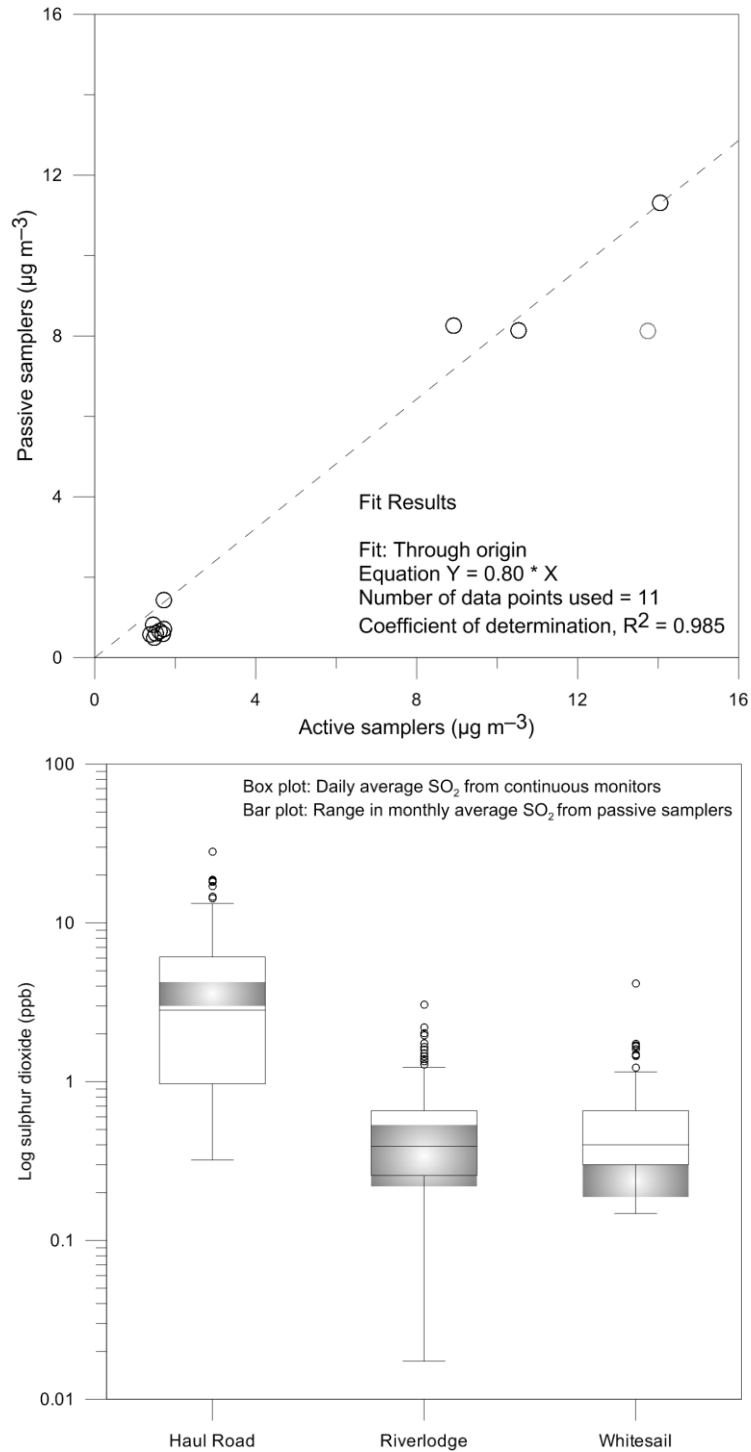 16
12
8
4
0
Passive samplers (µg m–3)
Fit Results
Fit: Through origin
Equation Y = 0.80 * X
Number of data points used = 11
Coefficient of determination, R2 = 0.985
0 4 8 12 16
Active samplers (µg m–3)
100
10
1
0.1
0.01
Log sulphur dioxide (ppb)
Box plot: Daily average SO2 from continuous monitors
Bar plot: Range in monthly average SO2 from passive samplers
Haul Road Riverlodge Whitesail